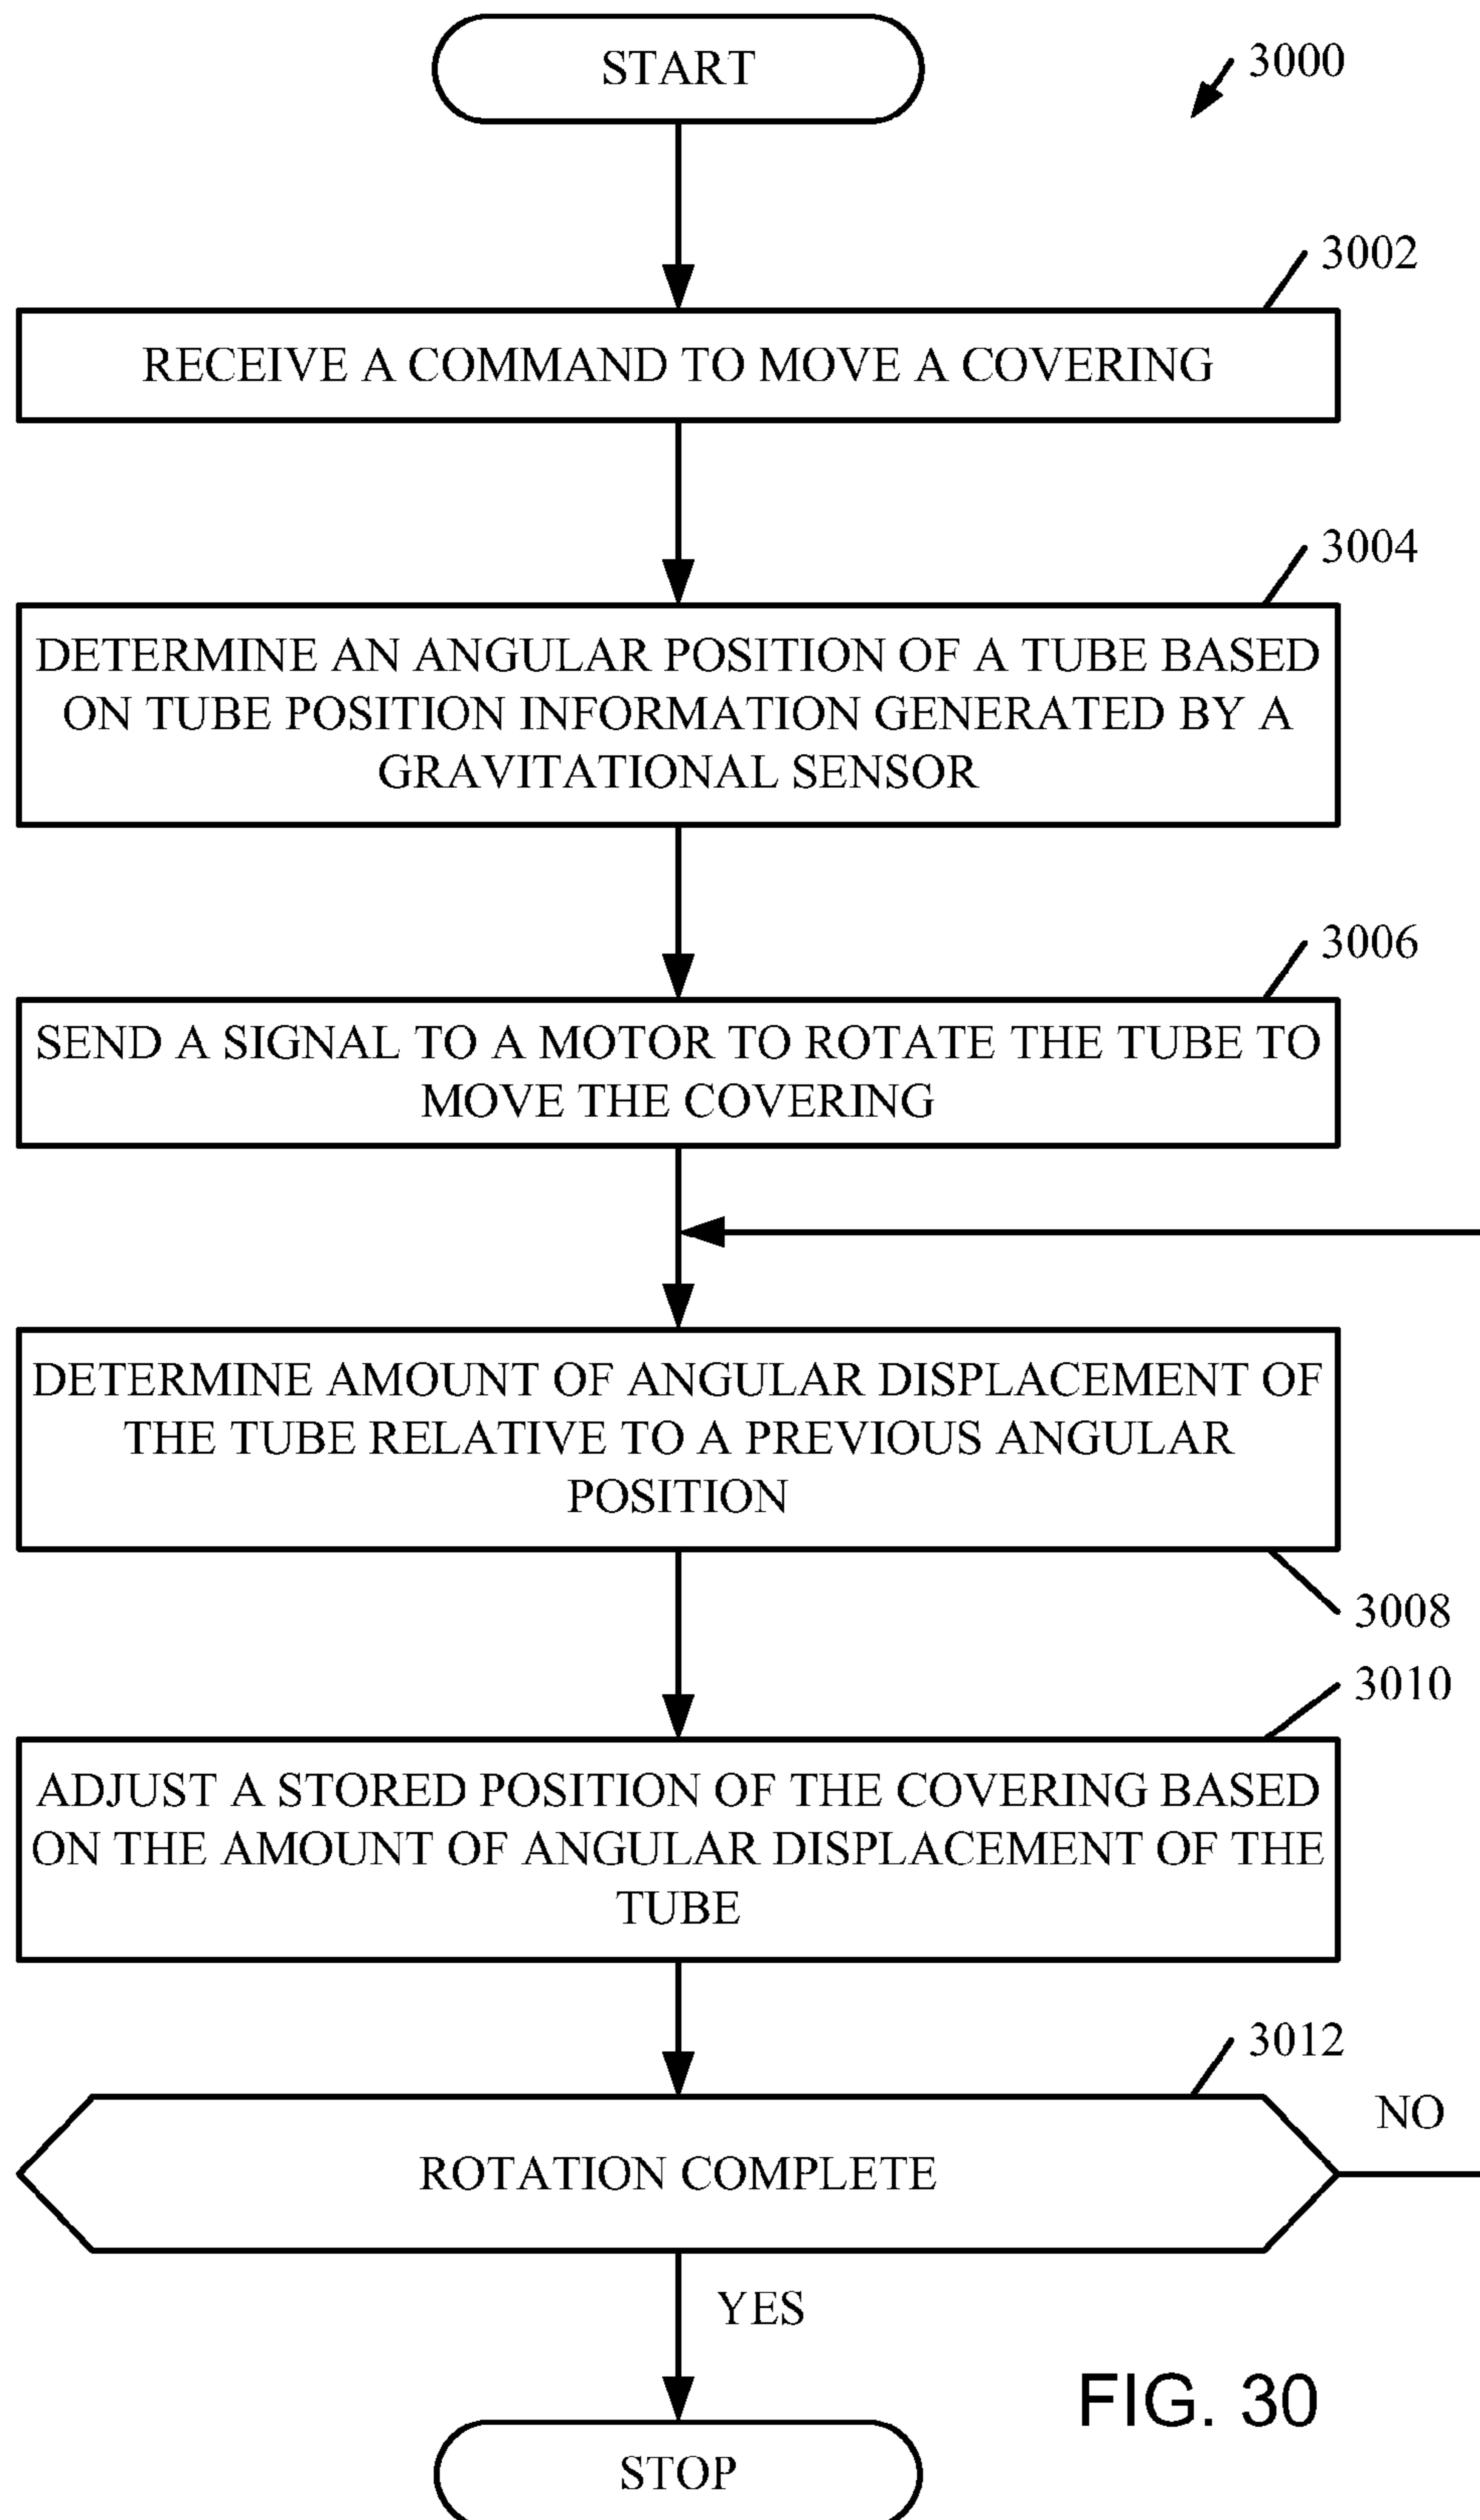 START
3000
3002
RECEIVE A COMMAND TO MOVE A COVERING
3004
DETERMINE AN ANGULAR POSITION OF A TUBE BASED
ON TUBE POSITION INFORMATION GENERATED BY A
GRAVITATIONAL SENSOR
3006
SEND A SIGNAL TO A MOTOR TO ROTATE THE TUBE TO
MOVE THE COVERING
DETERMINE AMOUNT OF ANGULAR DISPLACEMENT OF
THE TUBE RELATIVE TO A PREVIOUS ANGULAR
POSITION
3008
3010
ADJUST A STORED POSITION OF THE COVERING BASED
ON THE AMOUNT OF ANGULAR DISPLACEMENT OF THE
TUBE
3012
NO
ROTATION COMPLETE
YES
FIG. 30
STOP